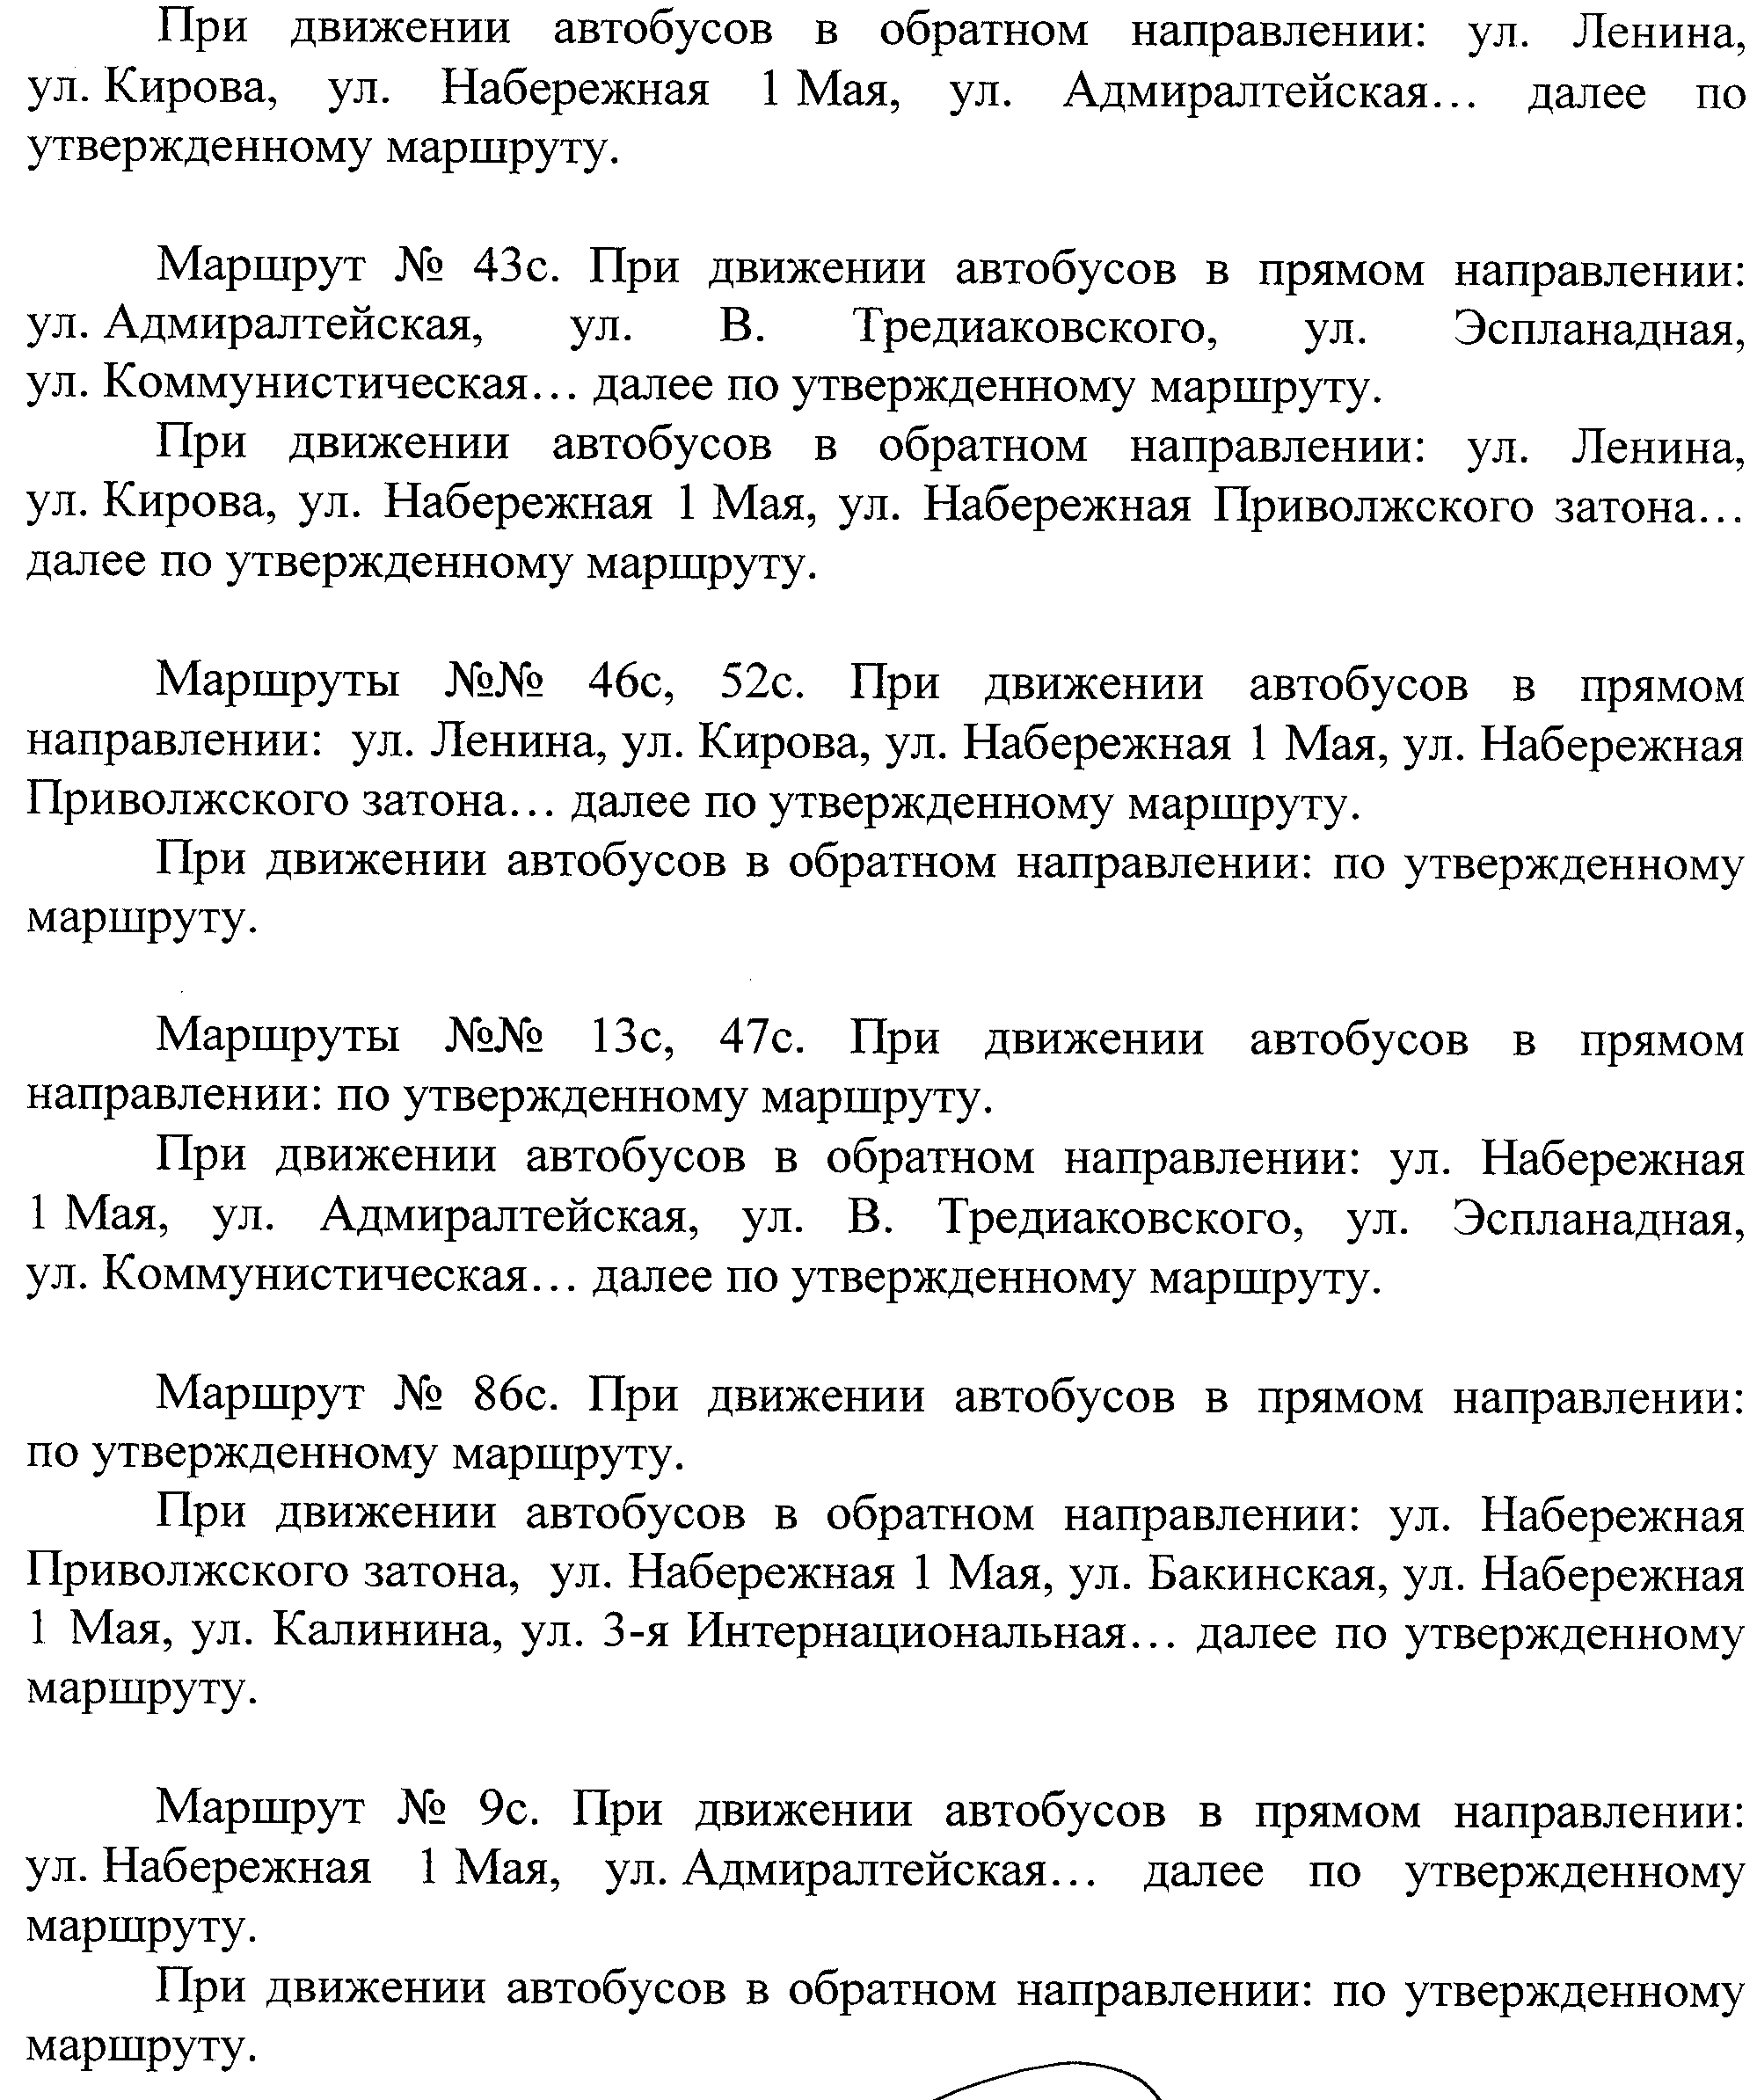 При движении автобусов в обратном направлении: ул. Ленина,
ул. Кирова, ул. Набережная 1 Мая, ул. Адмиралтейская... далее по
утвержденному маршруту.
Маршрут № 43с. При движении автобусов в прямом направлении:
ул. Адмиралтейская, ул. В. Тредиаковского, ул. Эспланадная,
ул. Коммунистическая... далее по утвержденному маршруту.
При движении автобусов в обратном направлении: ул. Ленина,
ул. Кирова, ул. Набережная 1 Мая, ул. Набережная Приволжского затона...
далее по утвержденному маршруту.
Маршруты №№ 46с, 52с. При движении автобусов в прямом
направлении: ул. Ленина, ул. Кирова, ул. Набережная 1 Мая, ул. Набережная
Приволжского затона... далее по утвержденному маршруту.
При движении автобусов в обратном направлении: по утвержденному
маршруту.
Маршруты №№ 13с, 47с. При движении автобусов в прямом
направлении: по утвержденному маршруту.
При движении автобусов в обратном направлении: ул. Набережная
1 Мая, ул. Адмиралтейская, ул. В. Тредиаковского, ул. Эспланадная,
ул. Коммунистическая... далее по утвержденному маршруту.
Маршрут № 86с. При движении автобусов в прямом направлении:
по утвержденному маршруту.
При движении автобусов в обратном направлении: ул. Набережная
Приволжского затона, ул. Набережная 1 Мая, ул. Бакинская, ул. Набережная
1 Мая, ул. Калинина, ул. 3-я Интернациональная... далее по утвержденному
маршруту.
Маршрут № 9с. При движении автобусов в прямом направлении:
ул. Набережная 1 Мая, ул. Адмиралтейская... далее по утвержденному
маршруту.
При движении автобусов в обратном направлении: по утвержденному
маршруту.